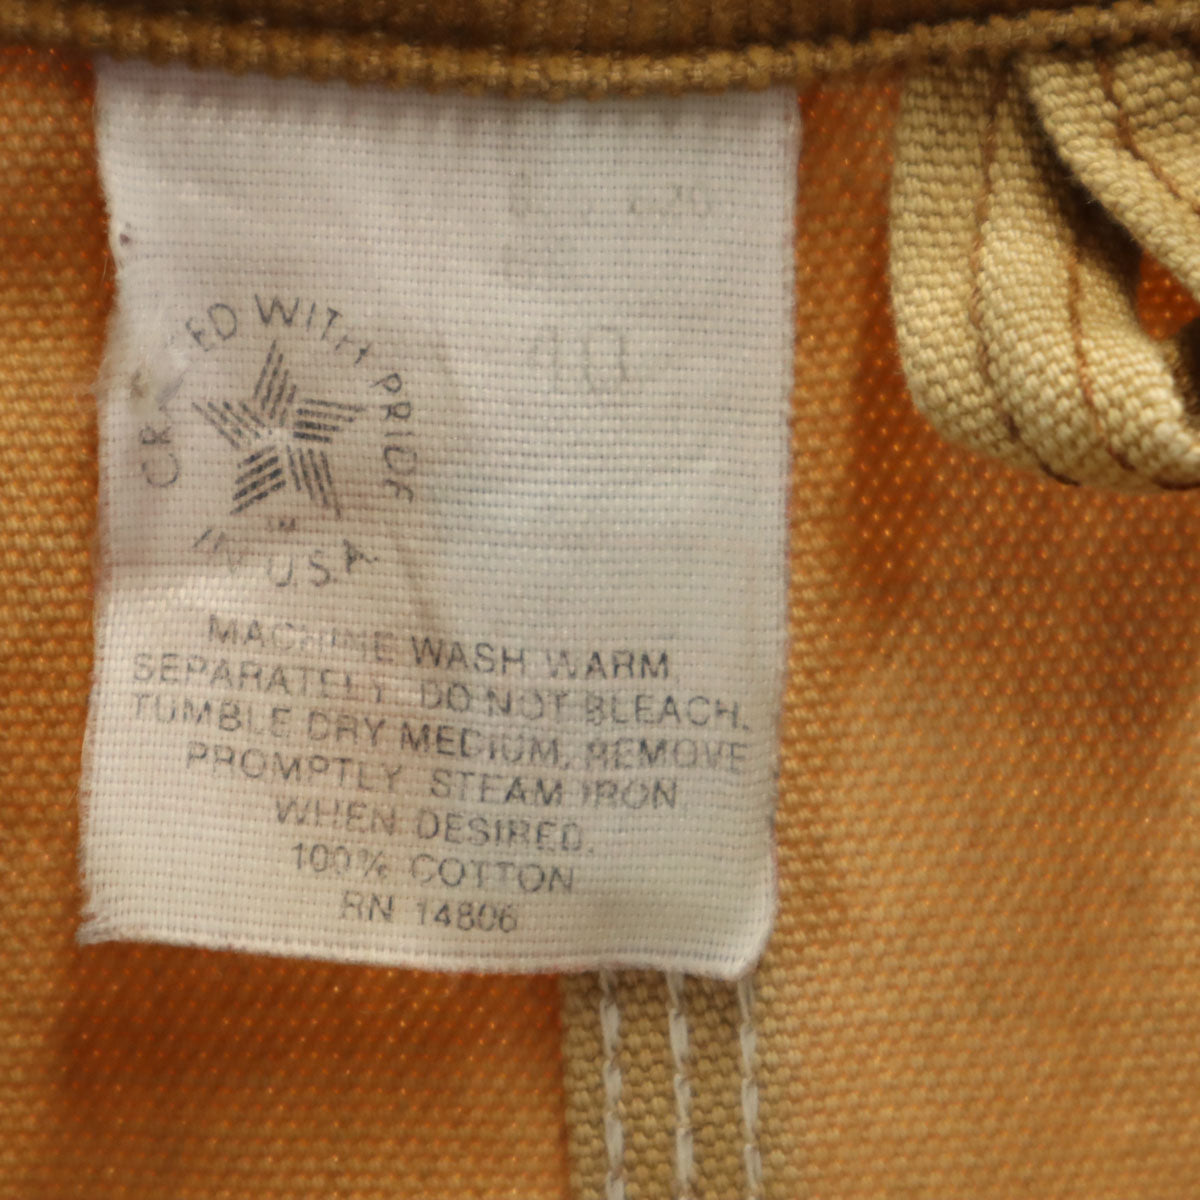 CRAFTED WITH PRIDE
IN U.S.A.
TM
40
MACHINE WASH WARM
SEPARATELY. DO NOT BLEACH.
TUMBLE DRY MEDIUM, REMOVE
PROMPTLY. STEAM IRON
WHEN DESIRED.
100% COTTON
RN 14806